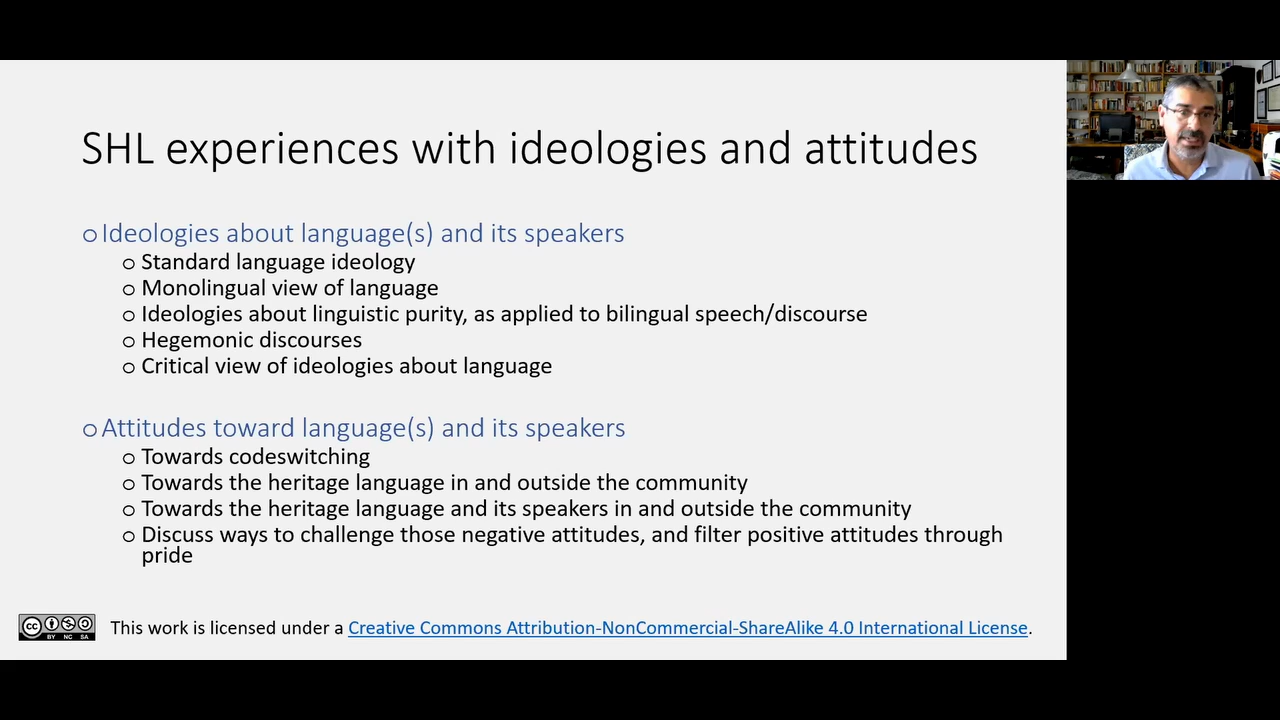 SHL experiences with ideologies and attitudes
o Ideologies about language(s) and its speakers
o Standard language ideology
o Monolingual view of language
o Ideologies about linguistic purity, as applied to bilingual speech/discourse
o Hegemonic discourses
o Critical view of ideologies about language
o Attitudes toward language(s) and its speakers
o Towards codeswitching
o Towards the heritage language in and outside the community
o Towards the heritage language and its speakers in and outside the community
o Discuss ways to challenge those negative attitudes, and filter positive attitudes through
pride
cc BY NC SA This work is licensed under a Creative Commons Attribution-NonCommercial-ShareAlike 4.0 International License.